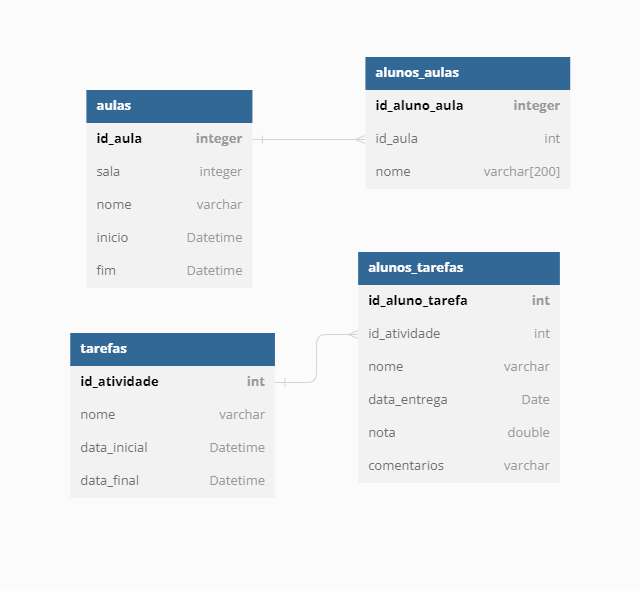 aulas
id_aula integer
sala integer
nome varchar
inicio Datetime
fim Datetime
alunos_aulas
id_aluno_aula integer
id_aula int
nome varchar[200]
tarefas
id_atividade int
nome varchar
data_inicial Datetime
data_final Datetime
alunos_tarefas
id_aluno_tarefa int
id_atividade int
nome varchar
data_entrega Date
nota double
comentarios varchar